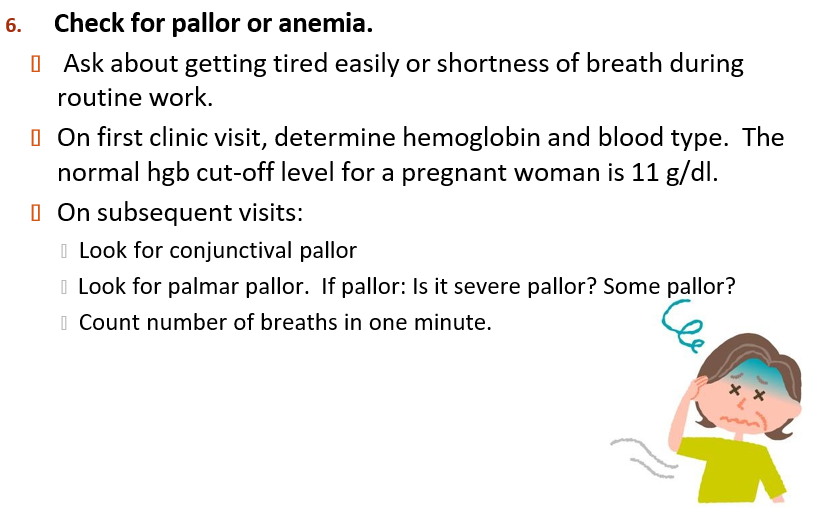 6. Check for pallor or anemia.
▯ Ask about getting tired easily or shortness of breath during
routine work.
▯ On first clinic visit, determine hemoglobin and blood type. The
normal hgb cut-off level for a pregnant woman is 11 g/dl.
▯ On subsequent visits:
▯ Look for conjunctival pallor
▯ Look for palmar pallor. If pallor: Is it severe pallor? Some pallor?
▯ Count number of breaths in one minute.